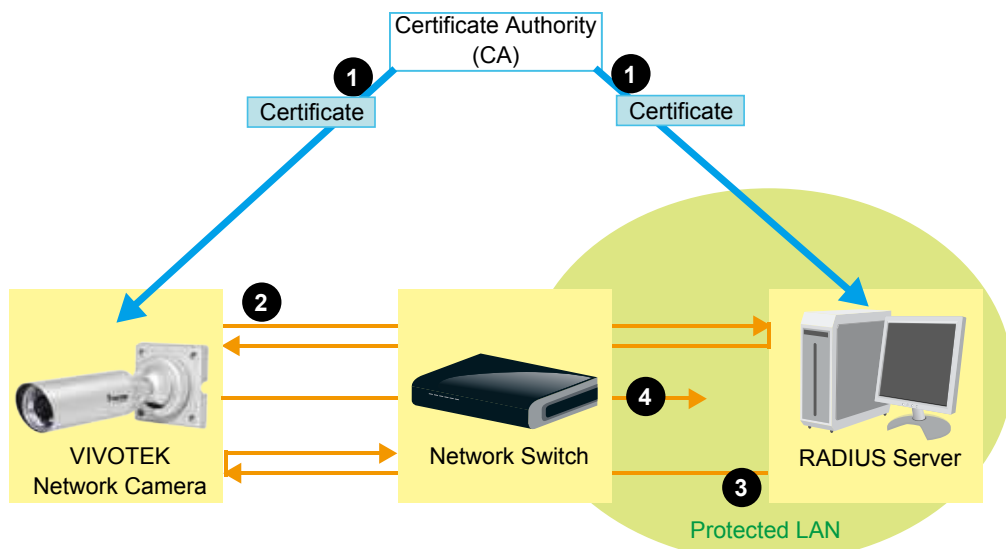 Certificate Authority
(CA)
1
1
Certificate
Certificate
2
4
VIVOTEK
Network Camera
Network Switch
RADIUS Server
3
Protected LAN